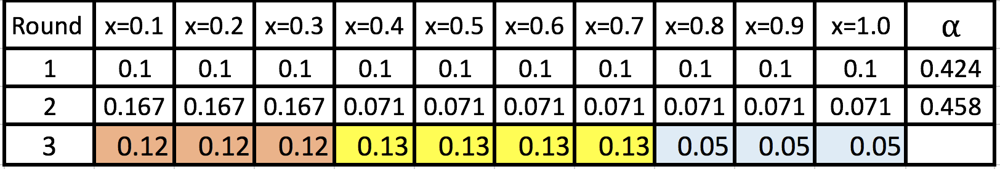 Round x=0.1 x=0.2 x=0.3 x=0.4 x=0.5 x=0.6 x=0.7 x=0.8 x=0.9 x=1.0 α
1 0.1 0.1 0.1 0.1 0.1 0.1 0.1 0.1 0.1 0.1 0.424
2 0.167 0.167 0.167 0.071 0.071 0.071 0.071 0.071 0.071 0.071 0.458
3 0.12 0.12 0.12 0.13 0.13 0.13 0.13 0.05 0.05 0.05